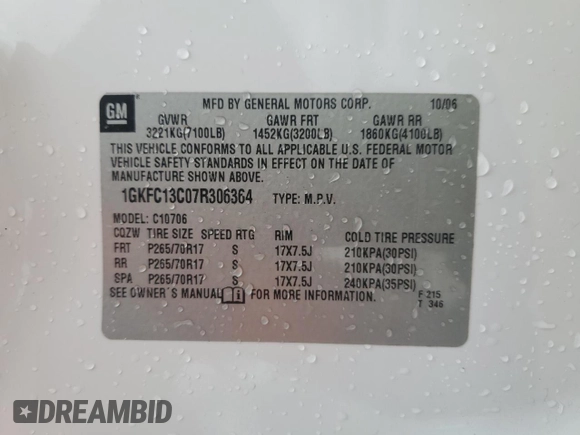 GM
MFD BY GENERAL MOTORS CORP. 10/06
GVWR GAWR FRT GAWR RR
3221KG(7100LB) 1452KG(3200LB) 1860KG(4100LB)
THIS VEHICLE CONFORMS TO ALL APPLICABLE U.S. FEDERAL MOTOR
VEHICLE SAFETY STANDARDS IN EFFECT ON THE DATE OF
MANUFACTURE SHOWN ABOVE.
1GKFC13C07R306364 TYPE: M.P.V.
MODEL: C10706
CQZW TIRE SIZE SPEED RTG RIM COLD TIRE PRESSURE
FRT P265/70R17 S 17X7.5J 210KPA(30PSI)
RR P265/70R17 S 17X7.5J 210KPA(30PSI)
SPA P265/70R17 S 17X7.5J 240KPA(35PSI)
SEE OWNER'S MANUAL FOR MORE INFORMATION.
F 215
T 346
DREAMBID